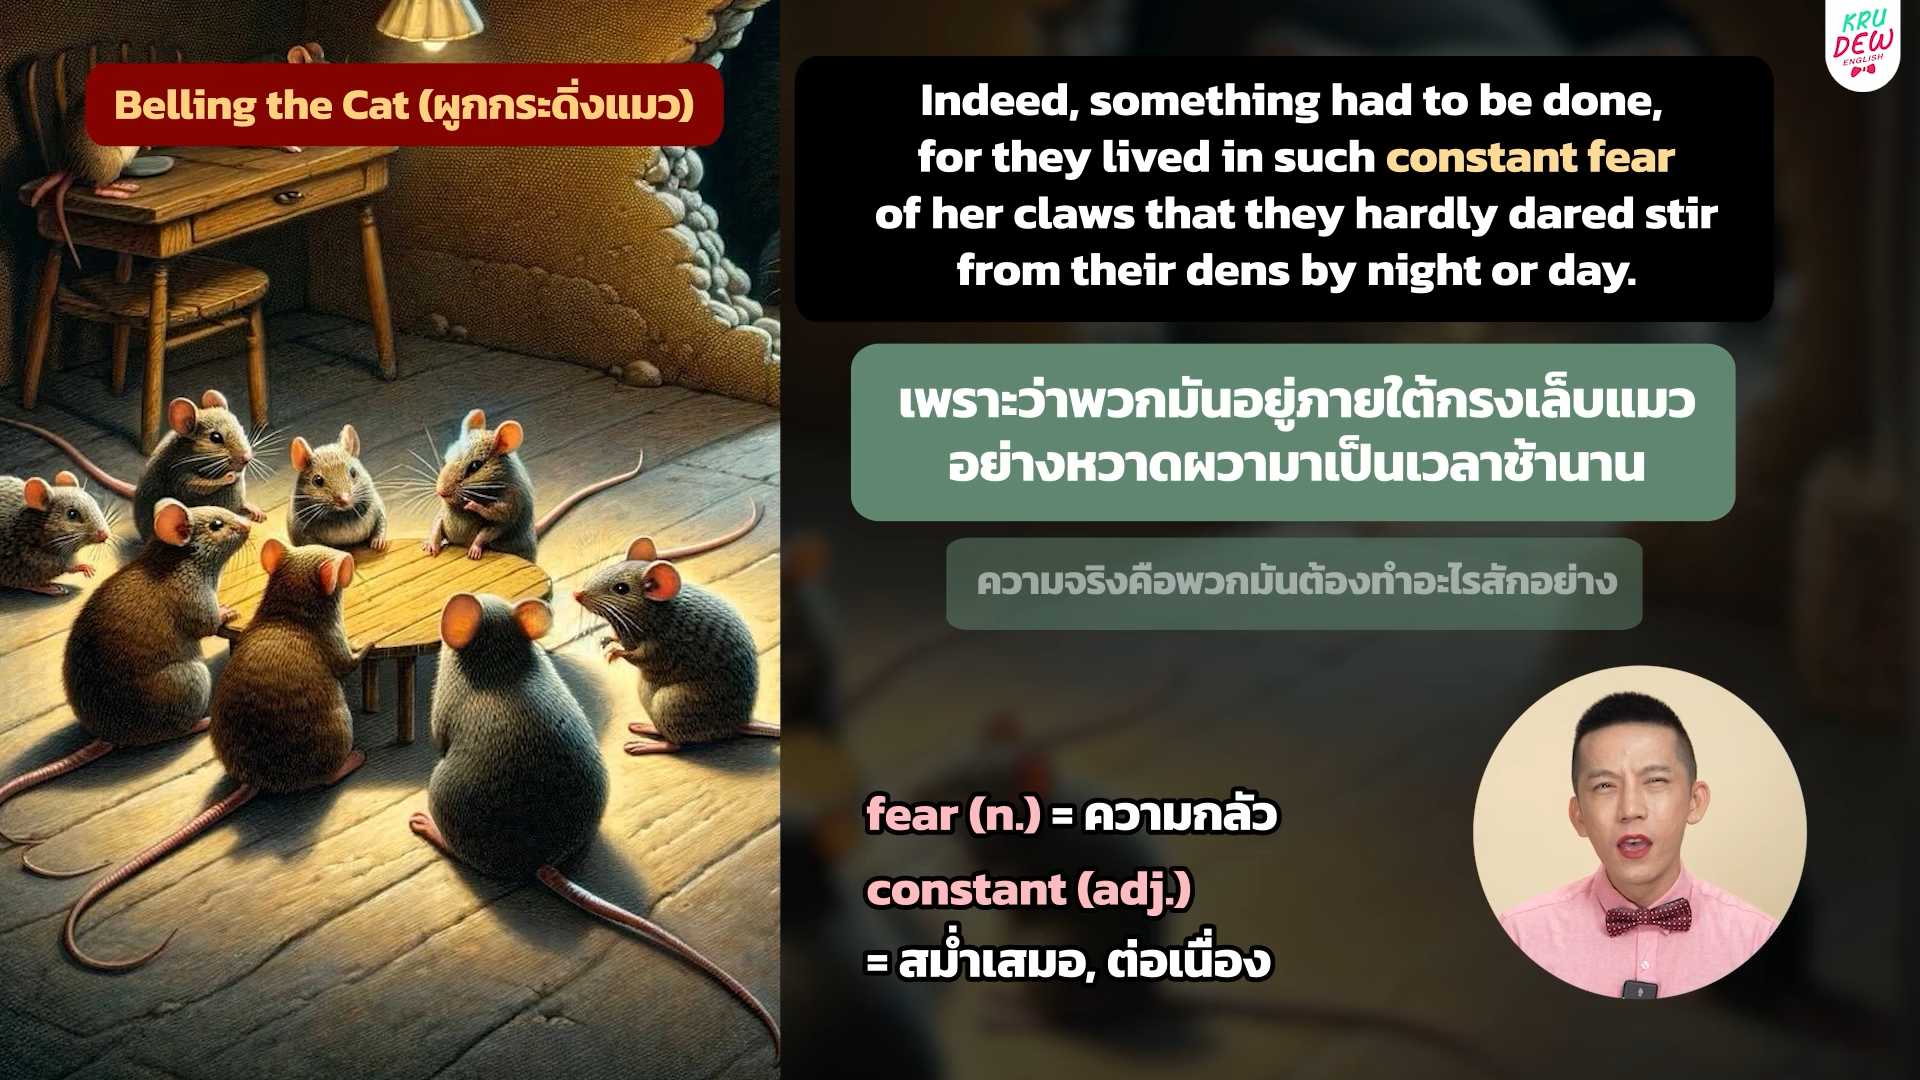 KRU
DEW
ENGLISH
Belling the Cat (ผูกกระดิ่งแมว)
Indeed, something had to be done,
for they lived in such constant fear
of her claws that they hardly dared stir
from their dens by night or day.
เพราะว่าพวกมันอยู่ภายใต้กรงเล็บแมว
อย่างหวาดผวามาเป็นเวลาช้านาน
ความจริงคือพวกมันต้องทำอะไรสักอย่าง
fear (n.) = ความกลัว
constant (adj.)
= สม่ำเสมอ, ต่อเนื่อง